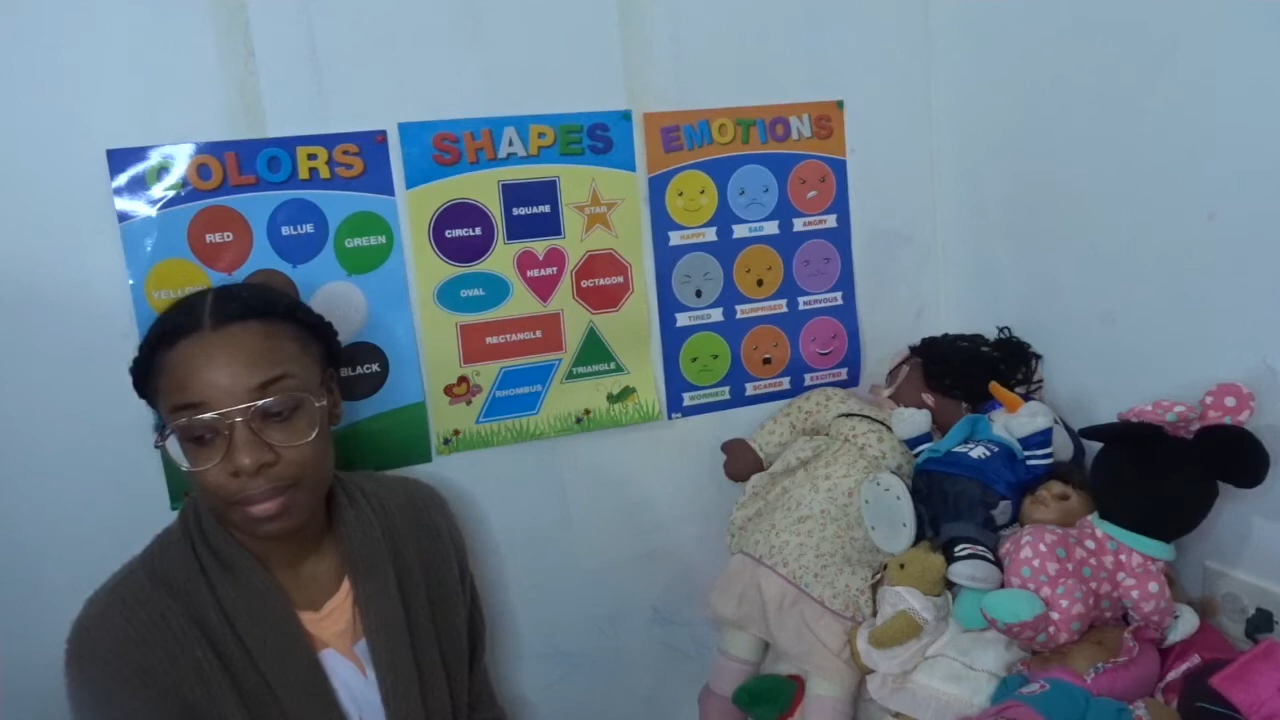 COLORS
RED
BLUE
GREEN
YELLOW
BLACK
SHAPES
CIRCLE
SQUARE
STAR
OVAL
HEART
OCTAGON
RECTANGLE
RHOMBUS
TRIANGLE
EMOTIONS
HAPPY
SAD
ANGRY
TIRED
SURPRISED
NERVOUS
WORRIED
SCARED
EXCITED